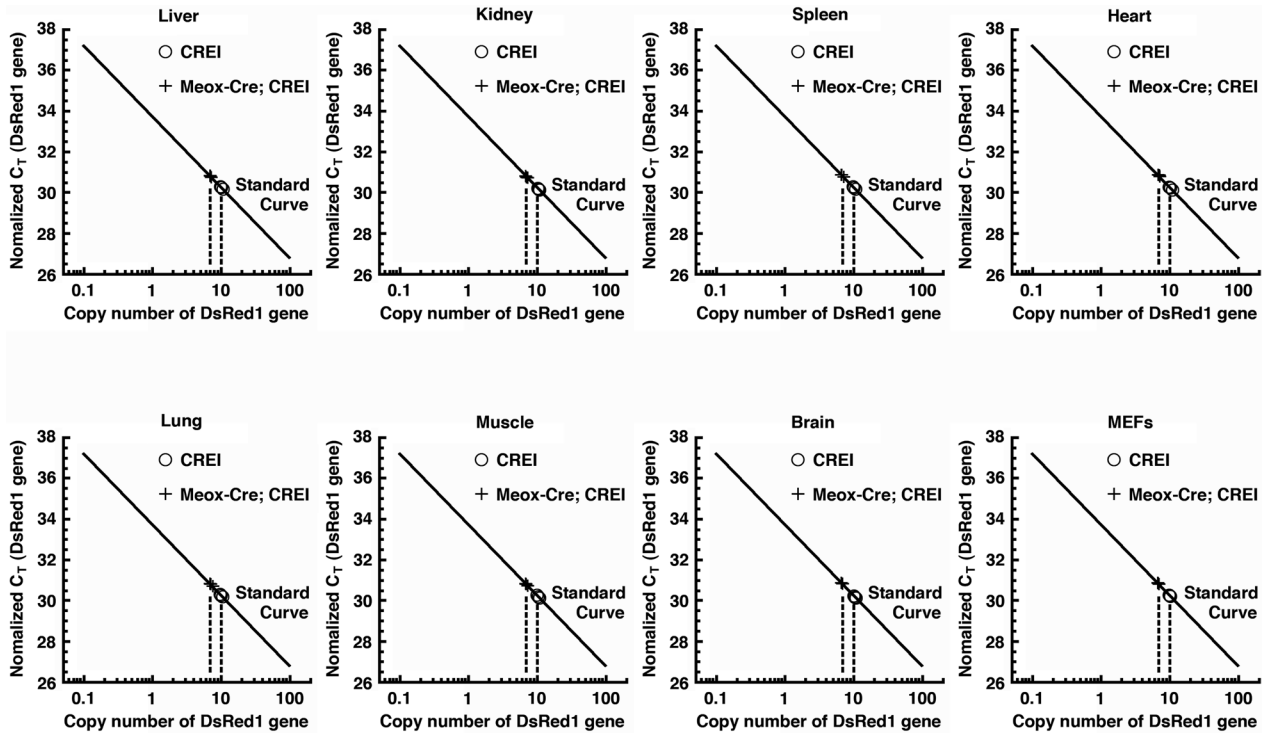 Liver
Nomalized CT (DsRed1 gene)
38
36
34
32
30
28
26
CREI
Meox-Cre; CREI
Standard
Curve
0.1 1 10 100
Copy number of DsRed1 gene
Kidney
Nomalized CT (DsRed1 gene)
38
36
34
32
30
28
26
CREI
Meox-Cre; CREI
Standard
Curve
0.1 1 10 100
Copy number of DsRed1 gene
Spleen
Nomalized CT (DsRed1 gene)
38
36
34
32
30
28
26
CREI
Meox-Cre; CREI
Standard
Curve
0.1 1 10 100
Copy number of DsRed1 gene
Heart
Nomalized CT (DsRed1 gene)
38
36
34
32
30
28
26
CREI
Meox-Cre; CREI
Standard
Curve
0.1 1 10 100
Copy number of DsRed1 gene
Lung
Nomalized CT (DsRed1 gene)
38
36
34
32
30
28
26
CREI
Meox-Cre; CREI
Standard
Curve
0.1 1 10 100
Copy number of DsRed1 gene
Muscle
Nomalized CT (DsRed1 gene)
38
36
34
32
30
28
26
CREI
Meox-Cre; CREI
Standard
Curve
0.1 1 10 100
Copy number of DsRed1 gene
Brain
Nomalized CT (DsRed1 gene)
38
36
34
32
30
28
26
CREI
Meox-Cre; CREI
Standard
Curve
0.1 1 10 100
Copy number of DsRed1 gene
MEFs
Nomalized CT (DsRed1 gene)
38
36
34
32
30
28
26
CREI
Meox-Cre; CREI
Standard
Curve
0.1 1 10 100
Copy number of DsRed1 gene